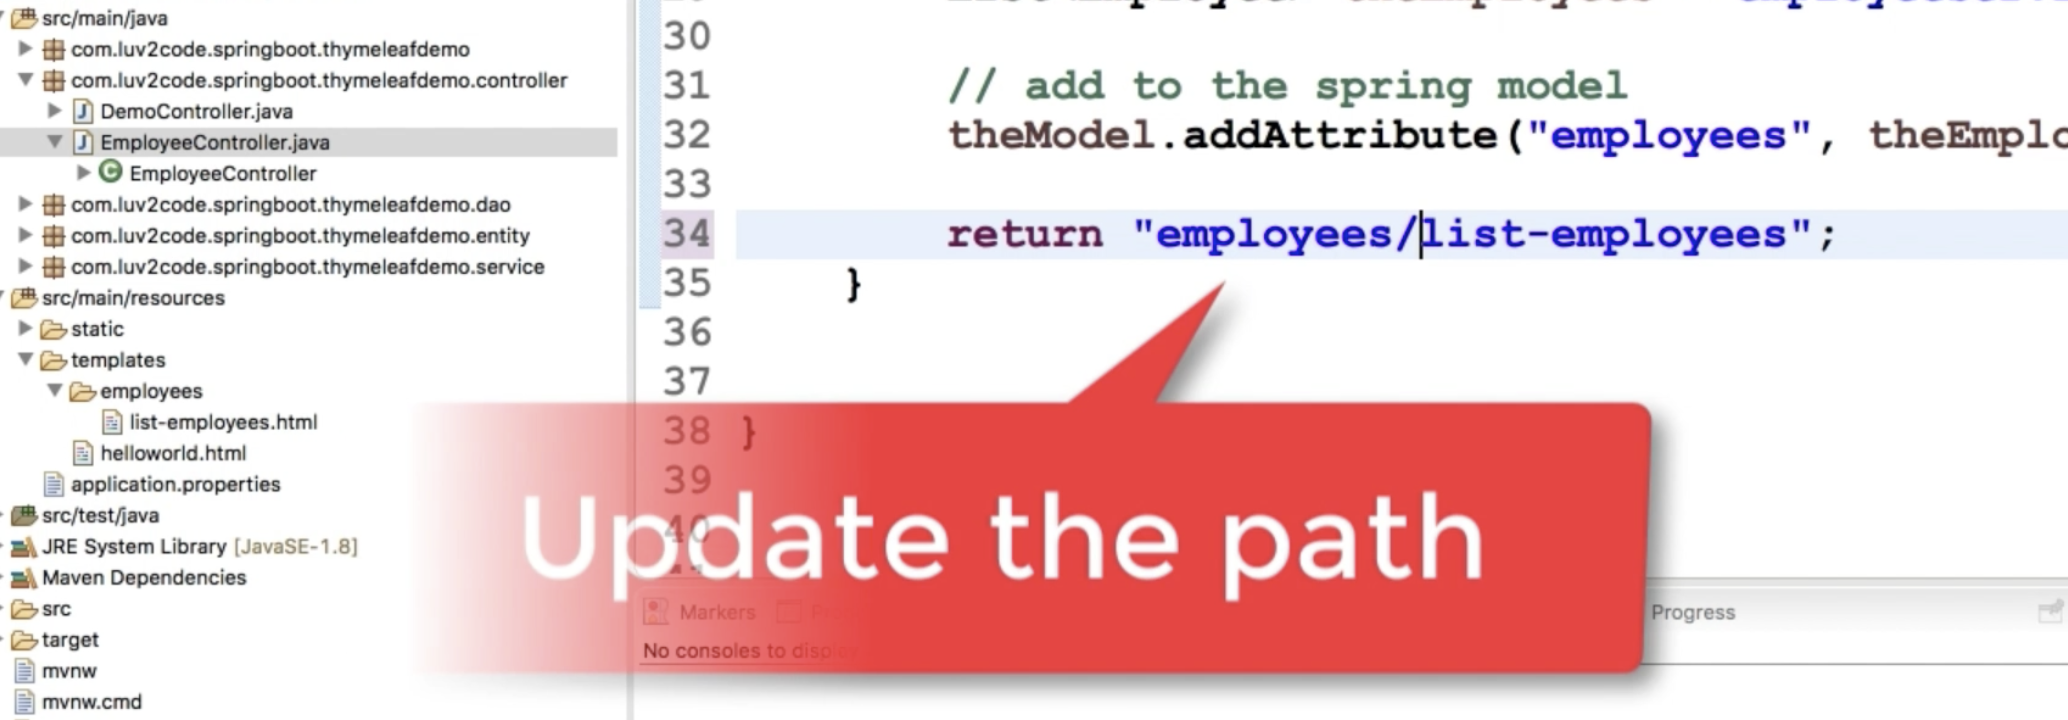 src/main/java
com.luv2code.springboot.thymeleafdemo
com.luv2code.springboot.thymeleafdemo.controller
DemoController.java
EmployeeController.java
EmployeeController
com.luv2code.springboot.thymeleafdemo.dao
com.luv2code.springboot.thymeleafdemo.entity
com.luv2code.springboot.thymeleafdemo.service
src/main/resources
static
templates
employees
list-employees.html
helloworld.html
application.properties
src/test/java
JRE System Library [JavaSE-1.8]
Maven Dependencies
src
target
mvnw
mvnw.cmd
30
31 // add to the spring model
32 theModel.addAttribute("employees", theEmplo
33
34 return "employees/list-employees";
35 }
36
37
38 }
39
40
Update the path
Markers
Progress
No consoles to display